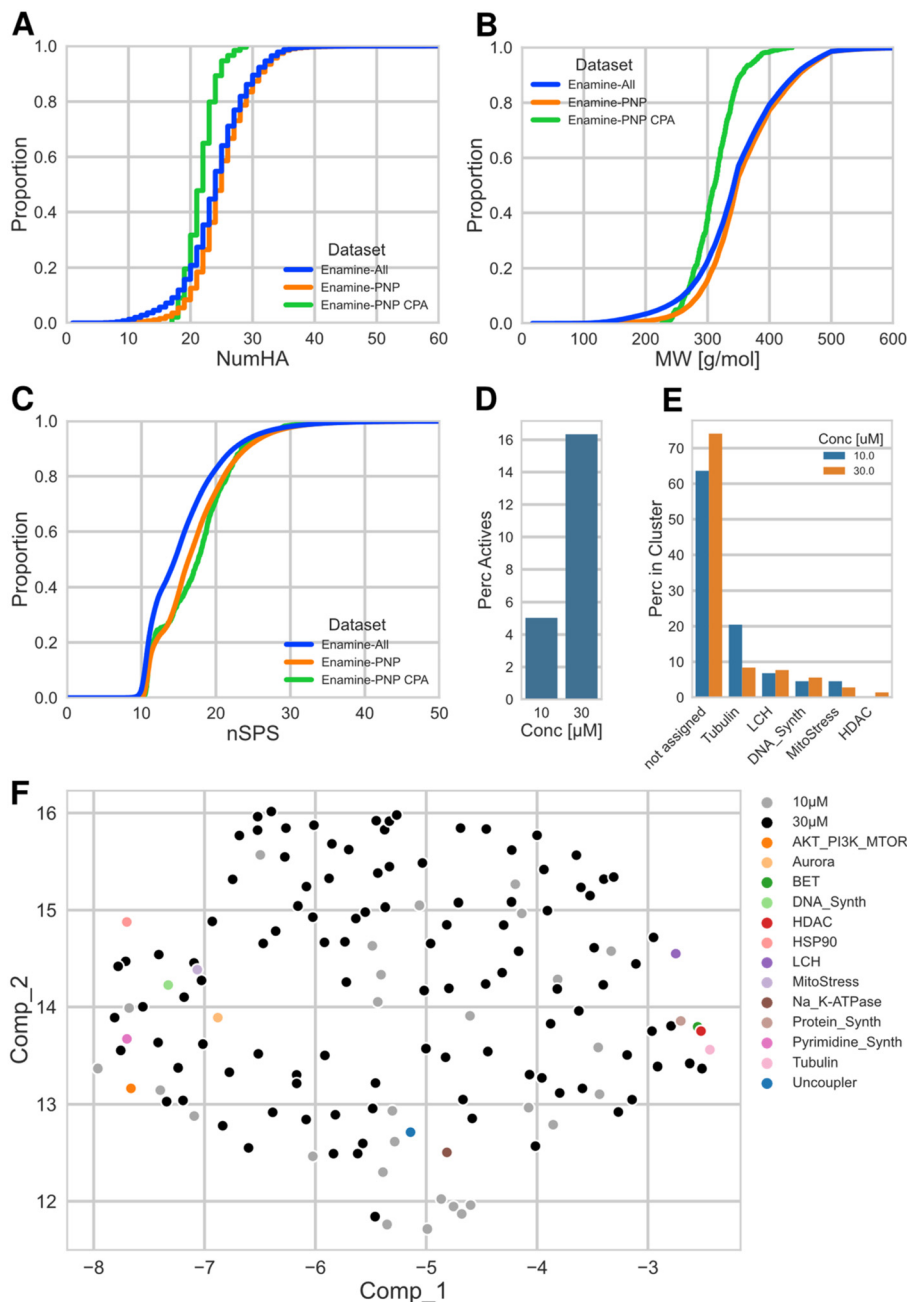 A
1.0
0.8
0.6
0.4
0.2
0.0
Proportion
0 10 20 30 40 50 60
NumHA
Dataset
Enamine-All
Enamine-PNP
Enamine-PNP CPA
B
1.0
0.8
0.6
0.4
0.2
0.0
Proportion
0 100 200 300 400 500 600
MW [g/mol]
Dataset
Enamine-All
Enamine-PNP
Enamine-PNP CPA
C
1.0
0.8
0.6
0.4
0.2
0.0
Proportion
0 10 20 30 40 50
nSPS
Dataset
Enamine-All
Enamine-PNP
Enamine-PNP CPA
D
16
14
12
10
8
6
4
2
0
Perc Actives
10 30
Conc [µM]
E
70
60
50
40
30
20
10
0
Perc in Cluster
Conc [uM]
10.0
30.0
not assigned
Tubulin
LCH
DNA_Synth
MitoStress
HDAC
F
16
15
14
13
12
Comp_2
−8 −7 −6 −5 −4 −3
Comp_1
10µM
30µM
AKT_PI3K_MTOR
Aurora
BET
DNA_Synth
HDAC
HSP90
LCH
MitoStress
Na_K-ATPase
Protein_Synth
Pyrimidine_Synth
Tubulin
Uncoupler